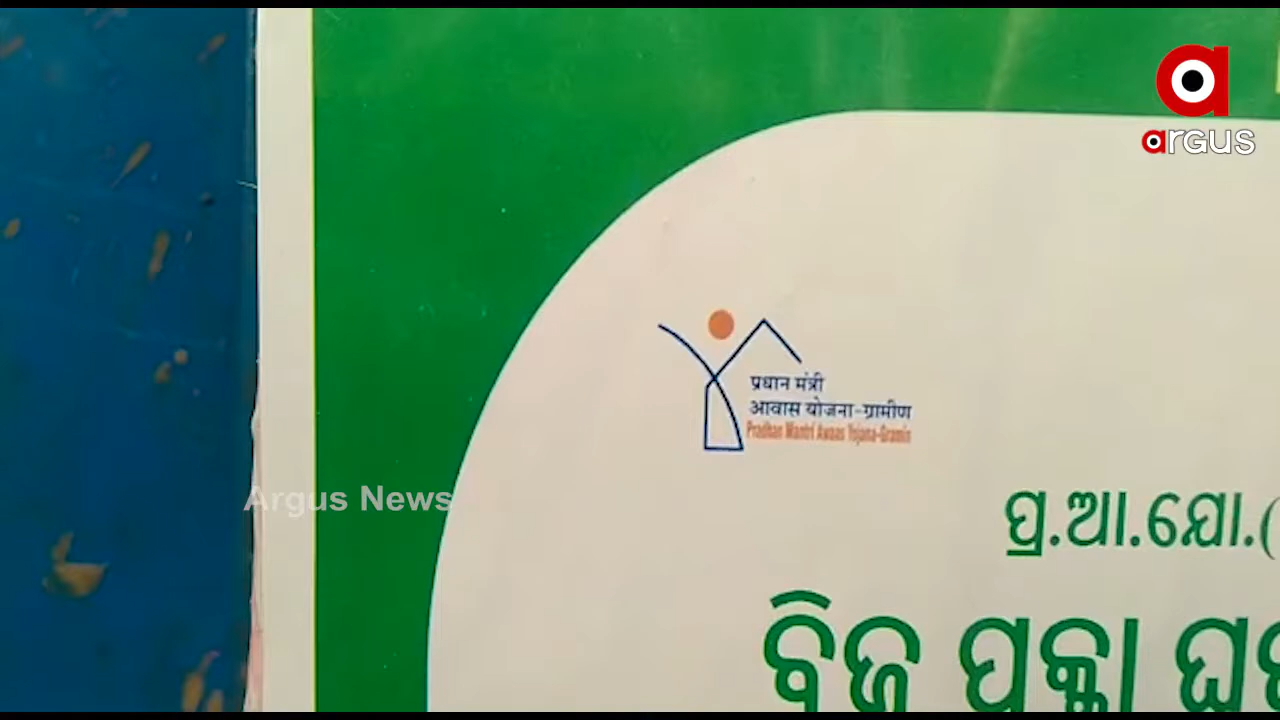 argus
प्रधान मंत्री
आवास योजना-ग्रामीण
Pradhan Mantri Awaas Yojana-Gramin
Argus News
ପ୍ର.ଆ.ଯୋ.(
ବିଜୁ ପକ୍କା